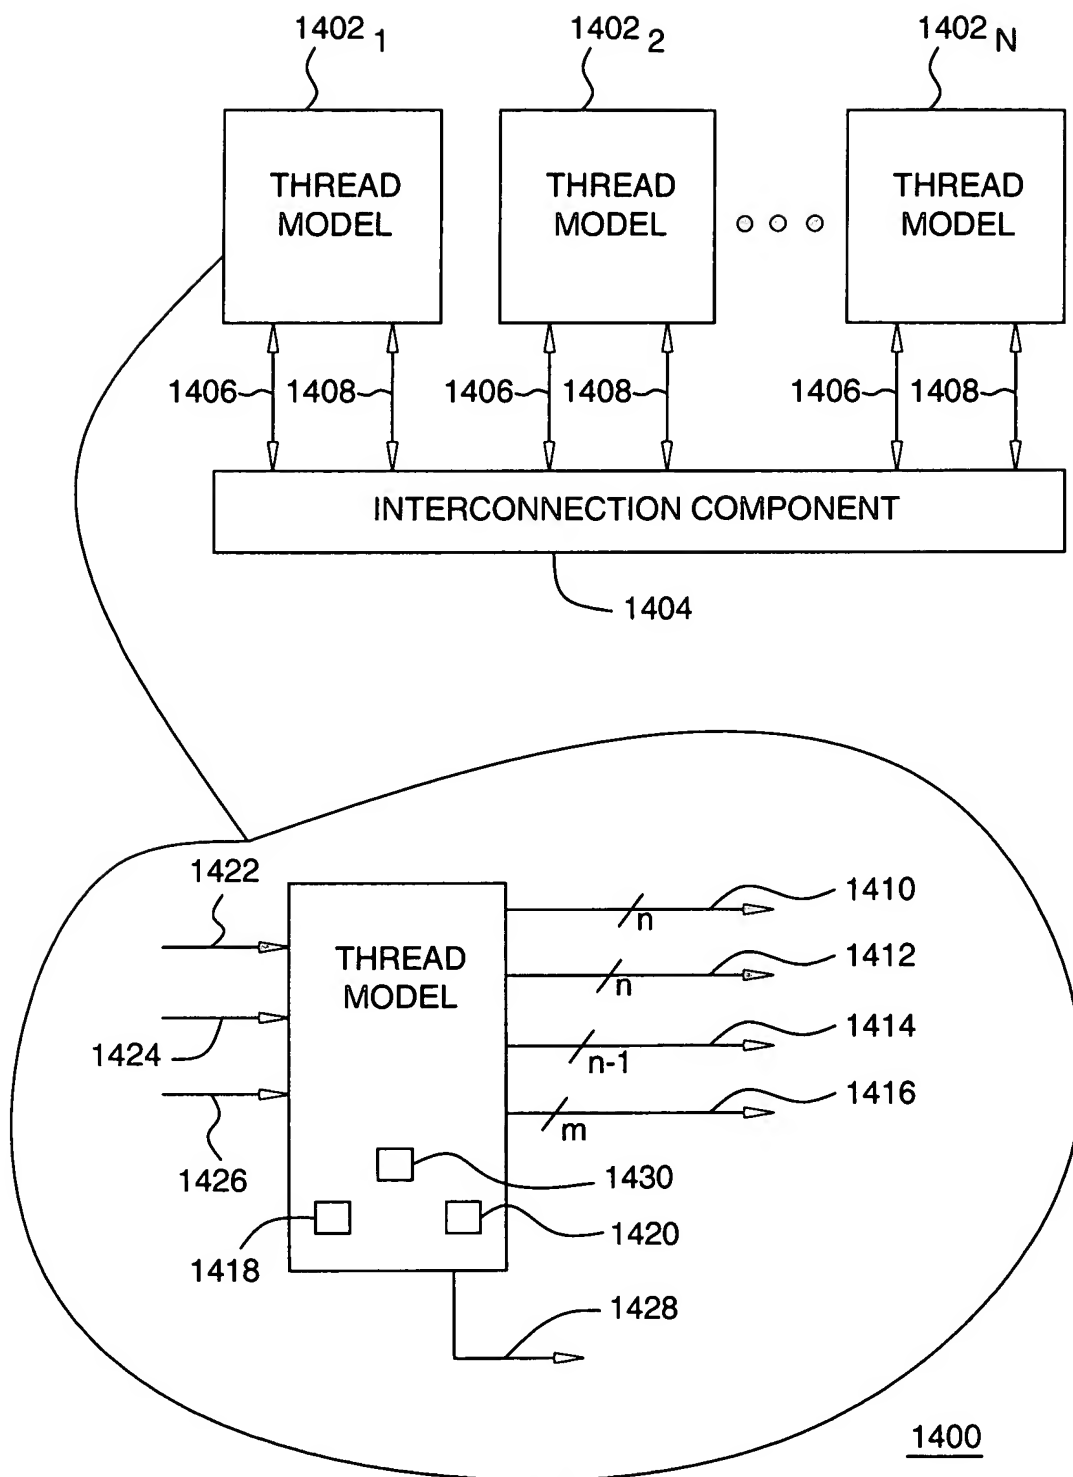 1402 1
1402 2
1402 N
THREAD
MODEL
THREAD
MODEL
THREAD
MODEL
1406
1408
1406
1408
1406
1408
INTERCONNECTION COMPONENT
1404
1422
1410
n
THREAD
MODEL
1412
n
1424
1414
n-1
1416
m
1426
1430
1418
1420
1428
1400